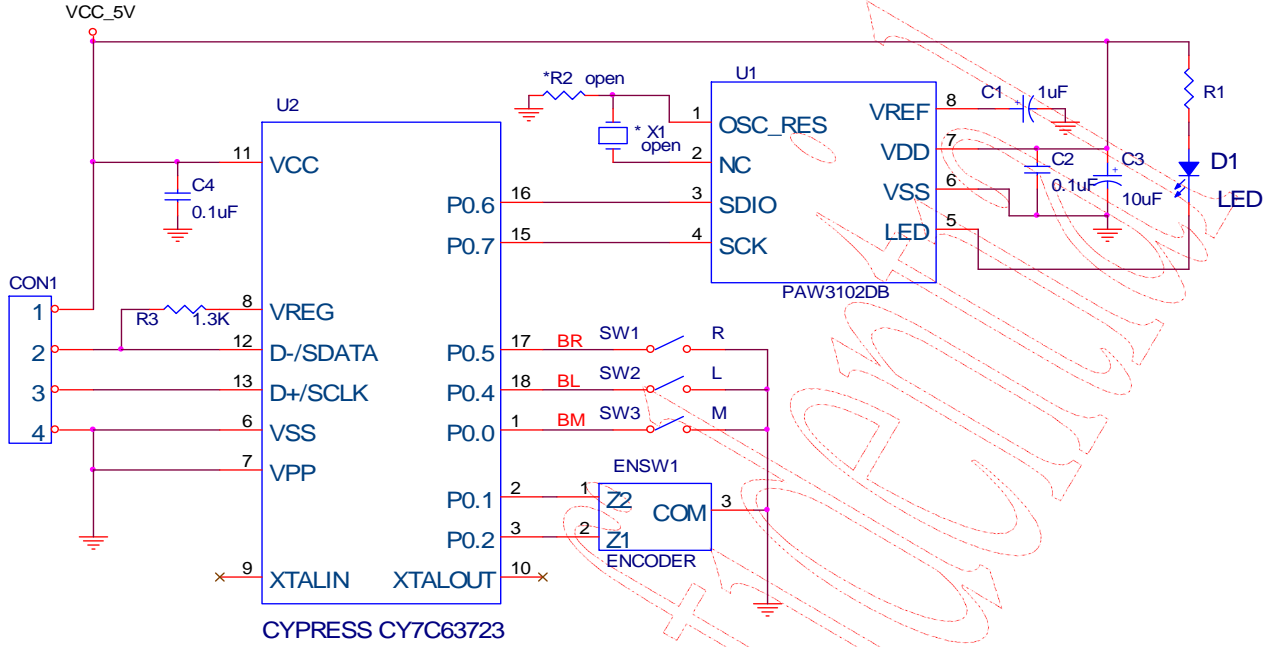 VCC_5V
U2
11 VCC
C4
0.1uF
CON1
1
2
3
4
R3 1.3K
8 VREG
12 D-/SDATA
13 D+/SCLK
6 VSS
7 VPP
9 XTALIN
XTALOUT 10
P0.6 16
P0.7 15
P0.5 17
P0.4 18
P0.0 1
P0.1 2
P0.2 3
CYPRESS CY7C63723
*R2 open
* X1
open
U1
1 OSC_RES
2 NC
3 SDIO
4 SCK
VREF 8
VDD 7
VSS 6
LED 5
PAW3102DB
C1 1uF
C2
0.1uF
C3
10uF
R1
D1
LED
BR SW1 R
BL SW2 L
BM SW3 M
ENSW1
1 Z2
COM 3
2 Z1
ENCODER